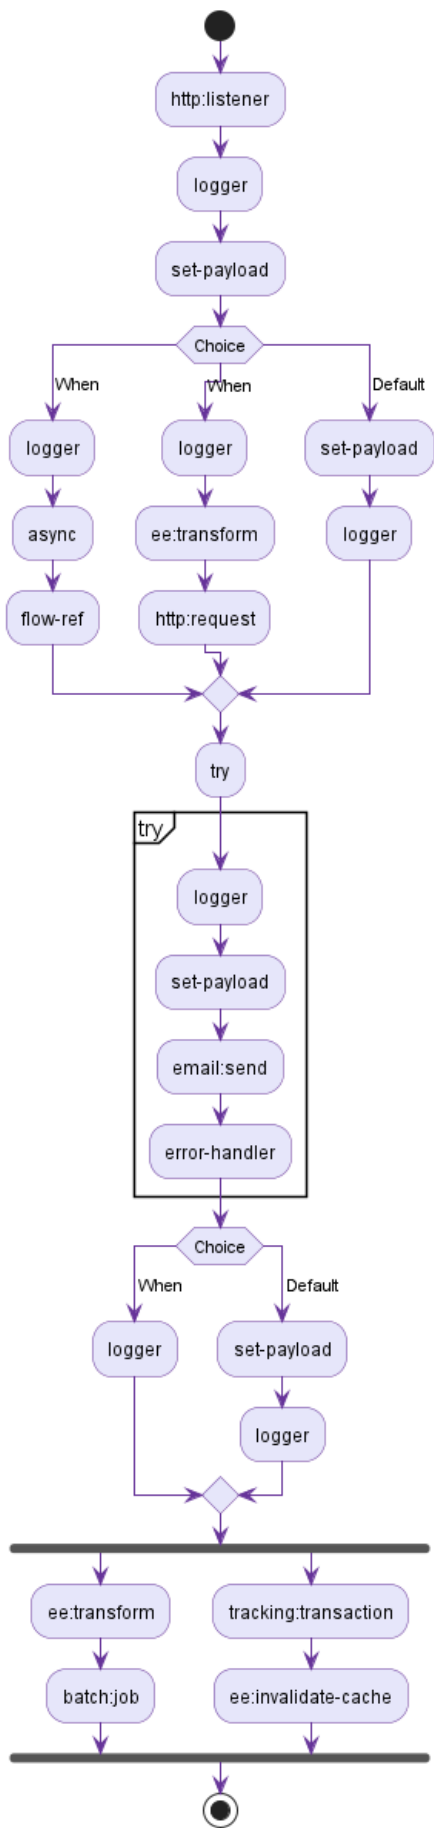 http:listener
logger
set-payload
Choice
When
When
Default
logger
logger
set-payload
async
ee:transform
logger
flow-ref
http:request
try
try
logger
set-payload
email:send
error-handler
Choice
When
Default
logger
set-payload
logger
ee:transform
tracking:transaction
batch:job
ee:invalidate-cache